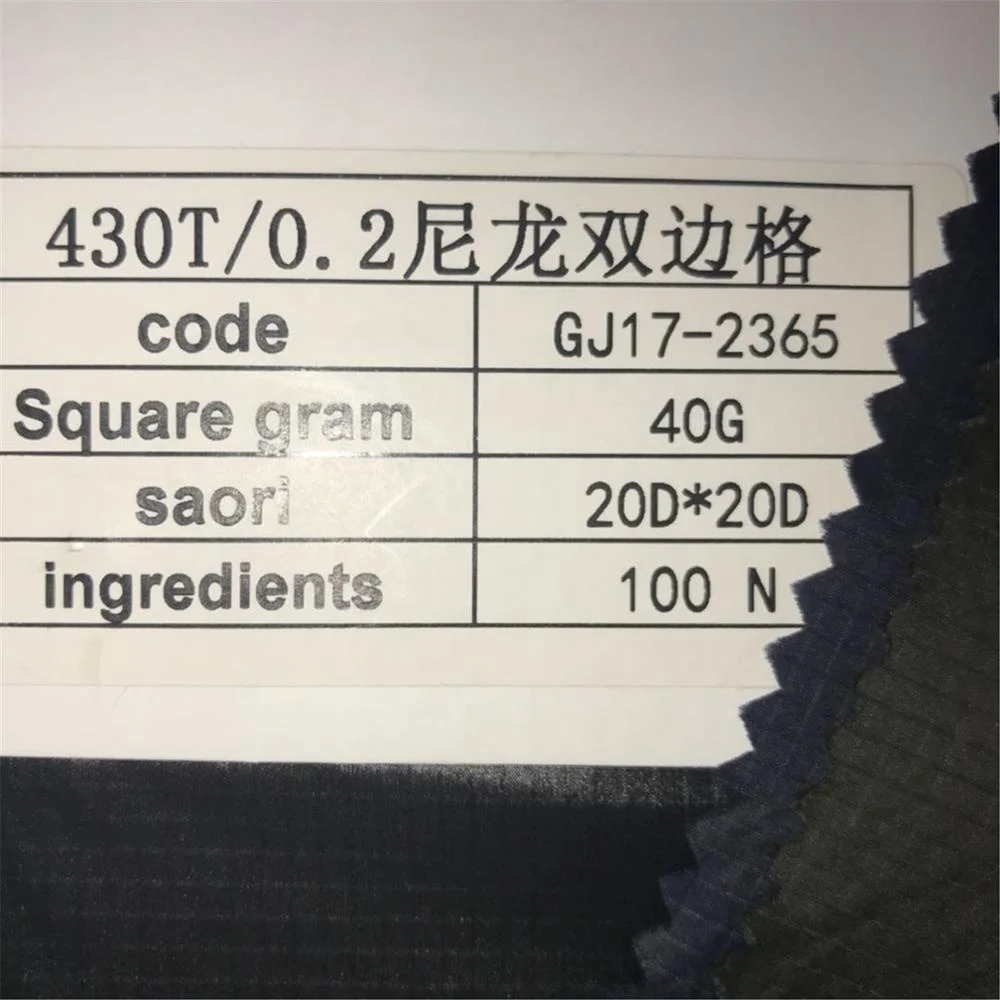 430T/0.2尼龙双边格
code GJ17-2365
Square gram 40G
saori 20D*20D
ingredients 100 N